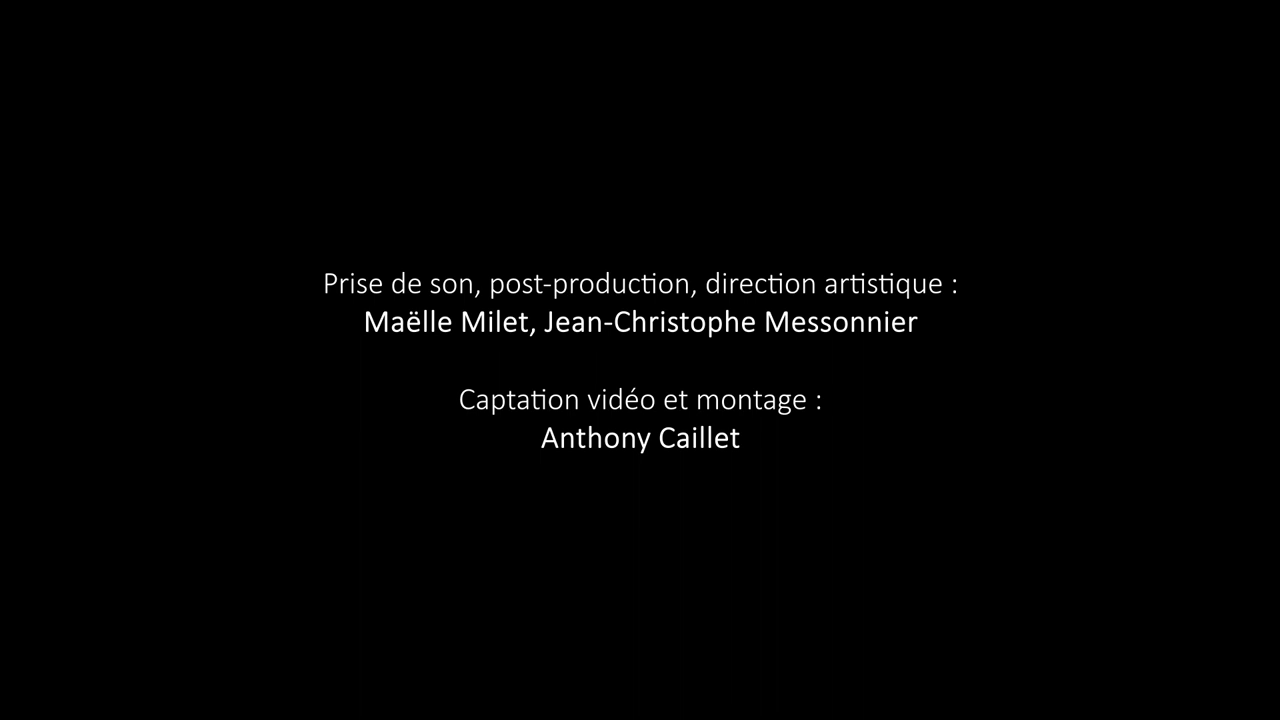 Prise de son, post-production, direction artistique :
Maëlle Milet, Jean-Christophe Messonnier
Captation vidéo et montage :
Anthony Caillet